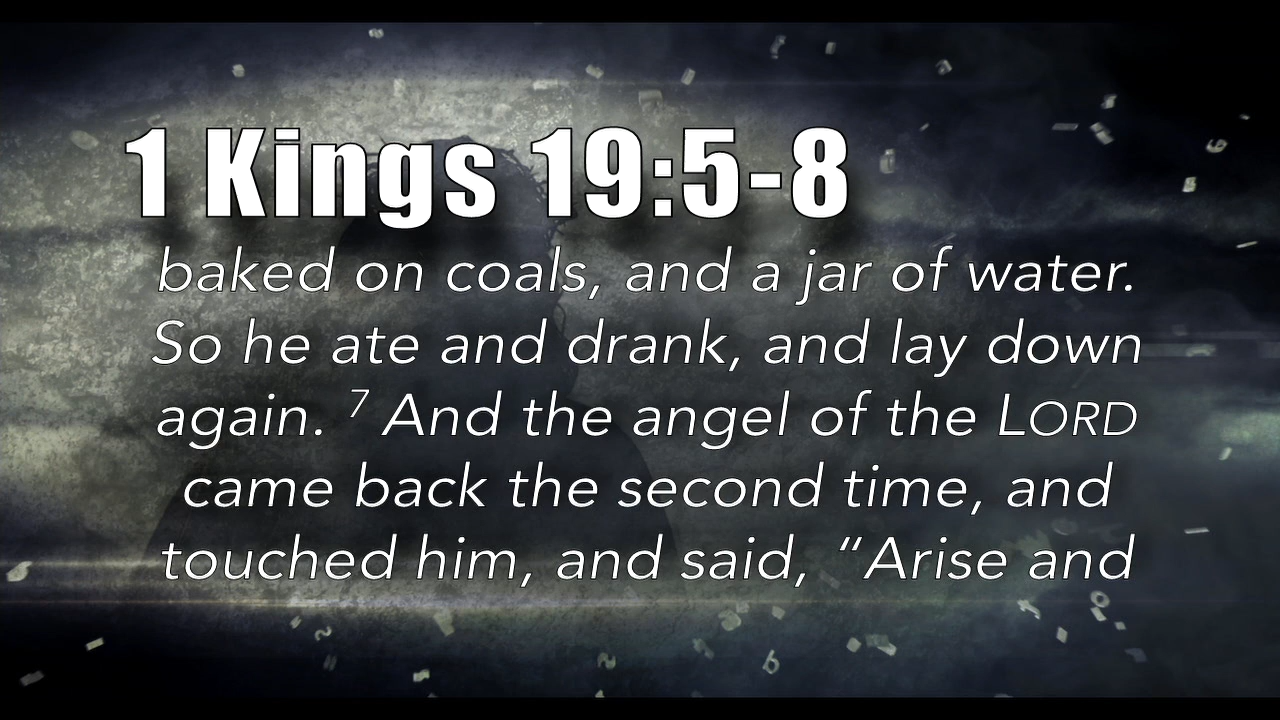 1 Kings 19:5-8
baked on coals, and a jar of water.
So he ate and drank, and lay down
again. 7 And the angel of the LORD
came back the second time, and
touched him, and said, “Arise and